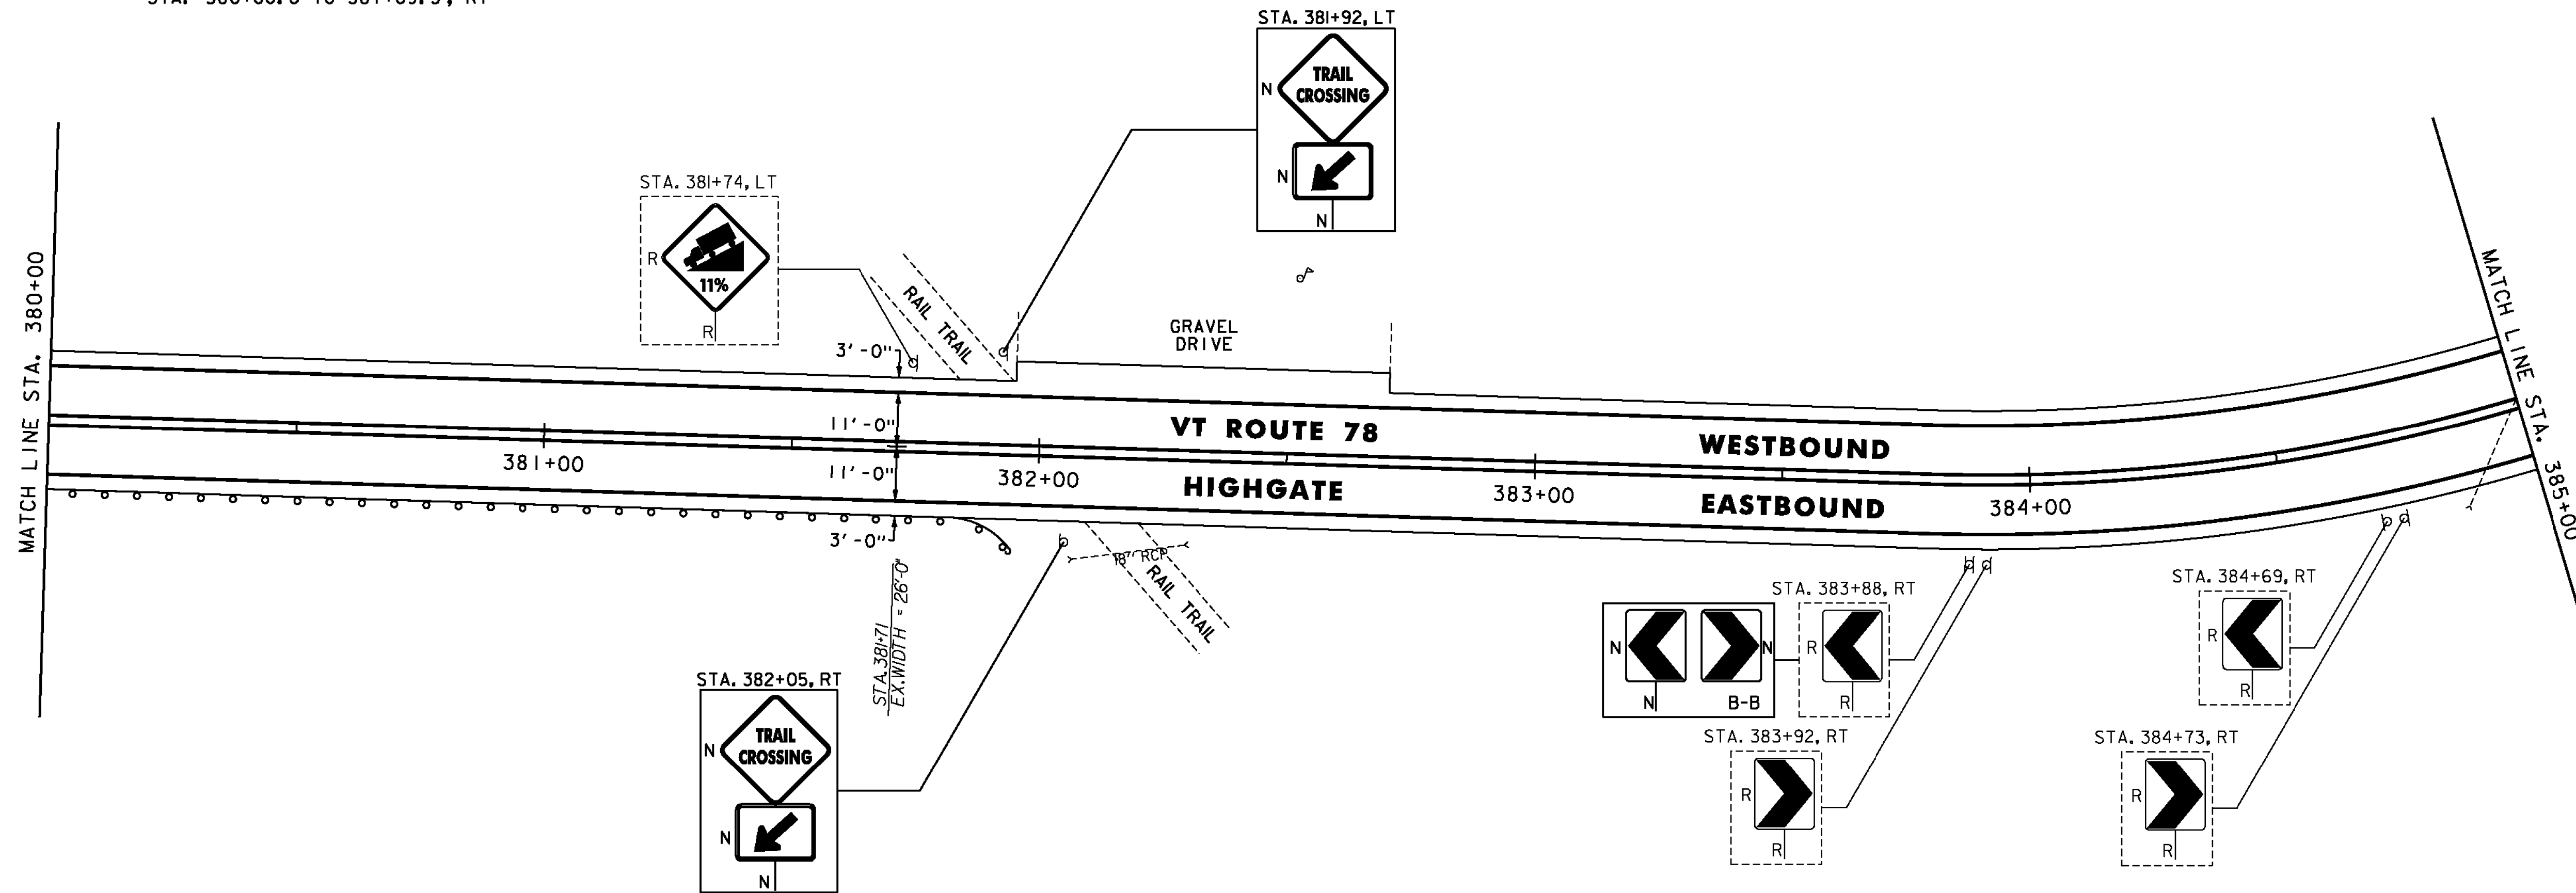 STA. 381+92, LT
N
TRAIL
CROSSING
N
N
STA. 381+74, LT
R
11%
R
RAIL TRAIL
GRAVEL
DRIVE
3'-0"
MATCH LINE STA. 380+00
MATCH LINE STA. 385+00
11'-0"
VT ROUTE 78
WESTBOUND
381+00
11'-0"
382+00
HIGHGATE
383+00
EASTBOUND
384+00
3'-0"
18" RCP
RAIL TRAIL
STA. 381+71
EX. WIDTH = 26'-0"
STA. 383+88, RT
N
N
N
B-B
R
R
STA. 384+69, RT
R
R
STA. 382+05, RT
N
TRAIL
CROSSING
N
N
STA. 383+92, RT
R
R
STA. 384+73, RT
R
R